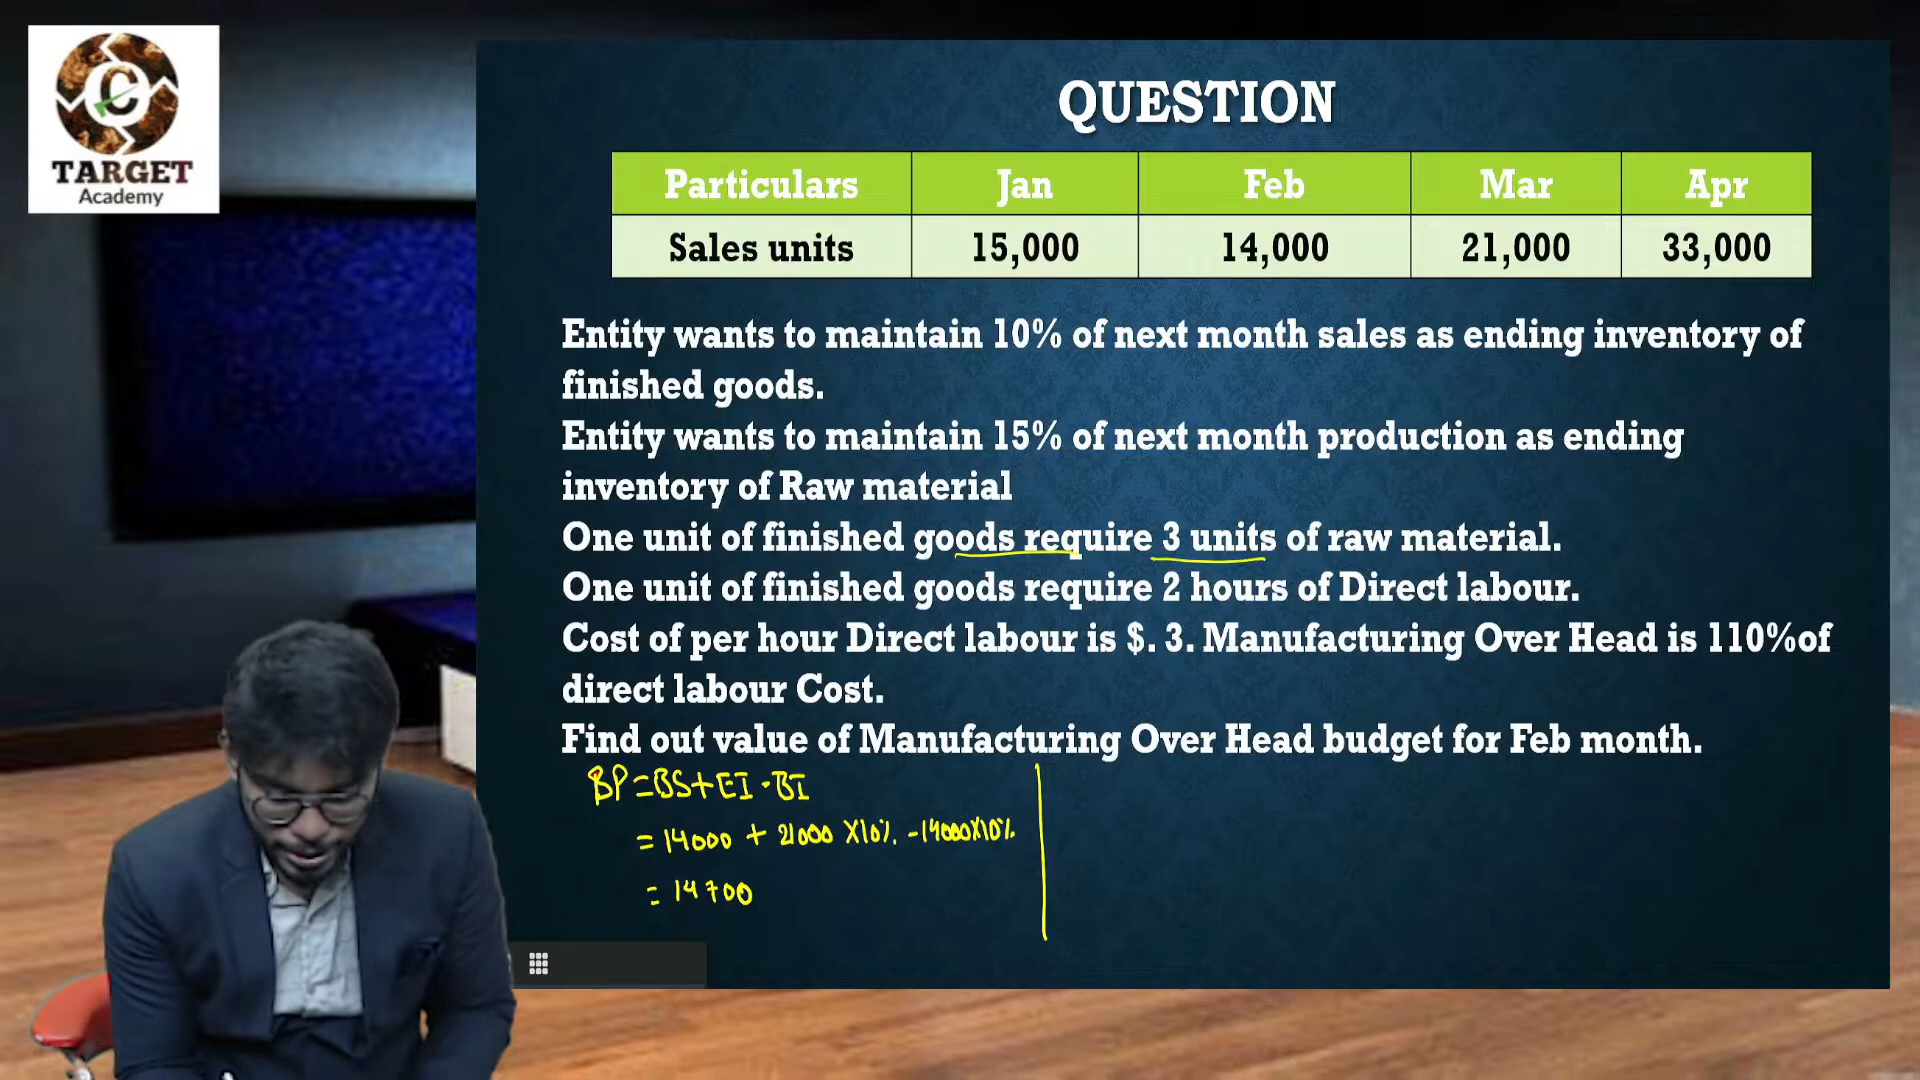 TARGET
Academy
QUESTION
Particulars Jan Feb Mar Apr
Sales units 15,000 14,000 21,000 33,000
Entity wants to maintain 10% of next month sales as ending inventory of
finished goods.
Entity wants to maintain 15% of next month production as ending
inventory of Raw material
One unit of finished goods require 3 units of raw material.
One unit of finished goods require 2 hours of Direct labour.
Cost of per hour Direct labour is $. 3. Manufacturing Over Head is 110%of
direct labour Cost.
Find out value of Manufacturing Over Head budget for Feb month.
BP=BS+EI-BI
= 14000 + 21000 X10% -14000X10%
= 14700